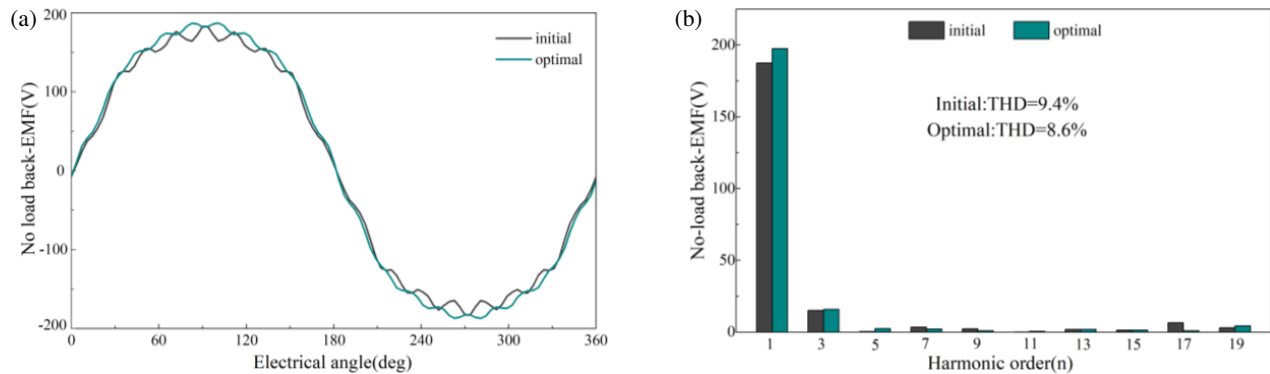 (a)
200
100
0
-100
-200
No load back-EMF(V)
0
60
120
180
240
300
360
Electrical angle(deg)
initial
optimal
(b)
200
150
100
50
0
No-load back-EMF(V)
initial
optimal
Initial:THD=9.4%
Optimal:THD=8.6%
1
3
5
7
9
11
13
15
17
19
Harmonic order(n)